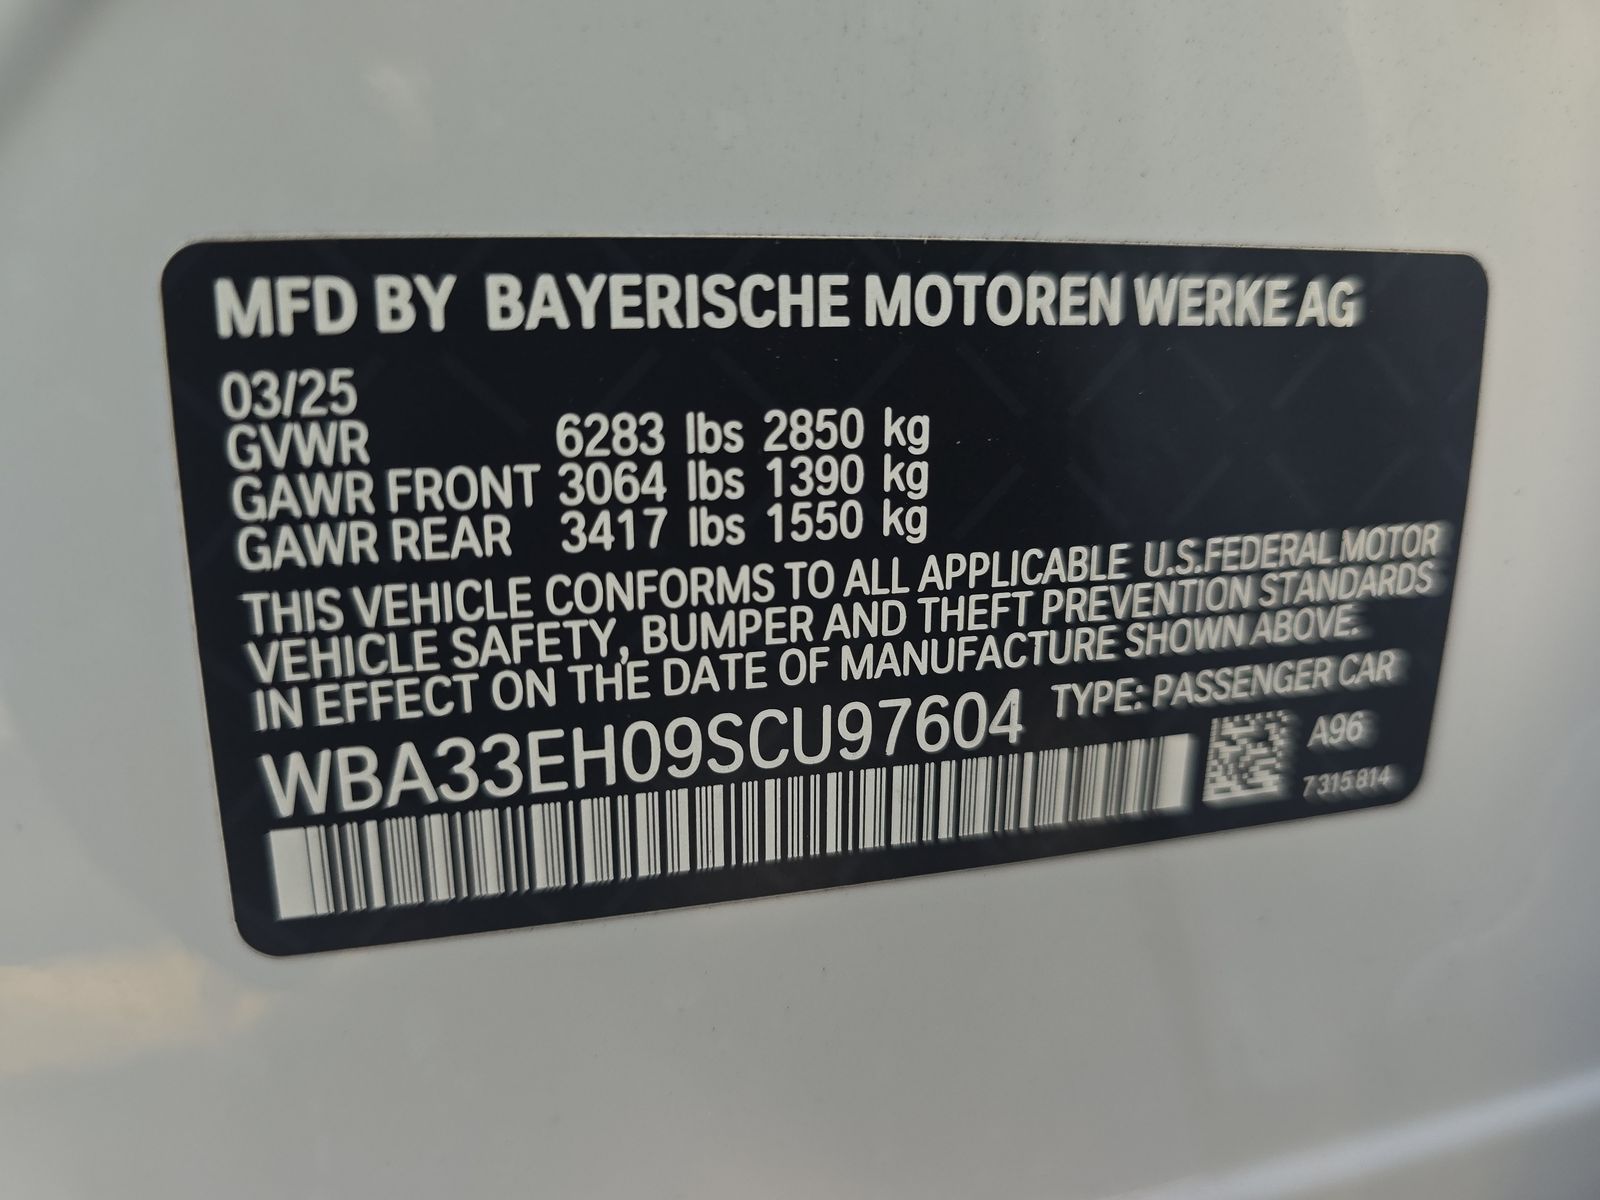 MFD BY BAYERISCHE MOTOREN WERKE AG
03/25
GVWR 6283 lbs 2850 kg
GAWR FRONT 3064 lbs 1390 kg
GAWR REAR 3417 lbs 1550 kg
THIS VEHICLE CONFORMS TO ALL APPLICABLE U.S.FEDERAL MOTOR
VEHICLE SAFETY, BUMPER AND THEFT PREVENTION STANDARDS
IN EFFECT ON THE DATE OF MANUFACTURE SHOWN ABOVE.
WBA33EH09SCU97604 TYPE: PASSENGER CAR
A96
7 315 814